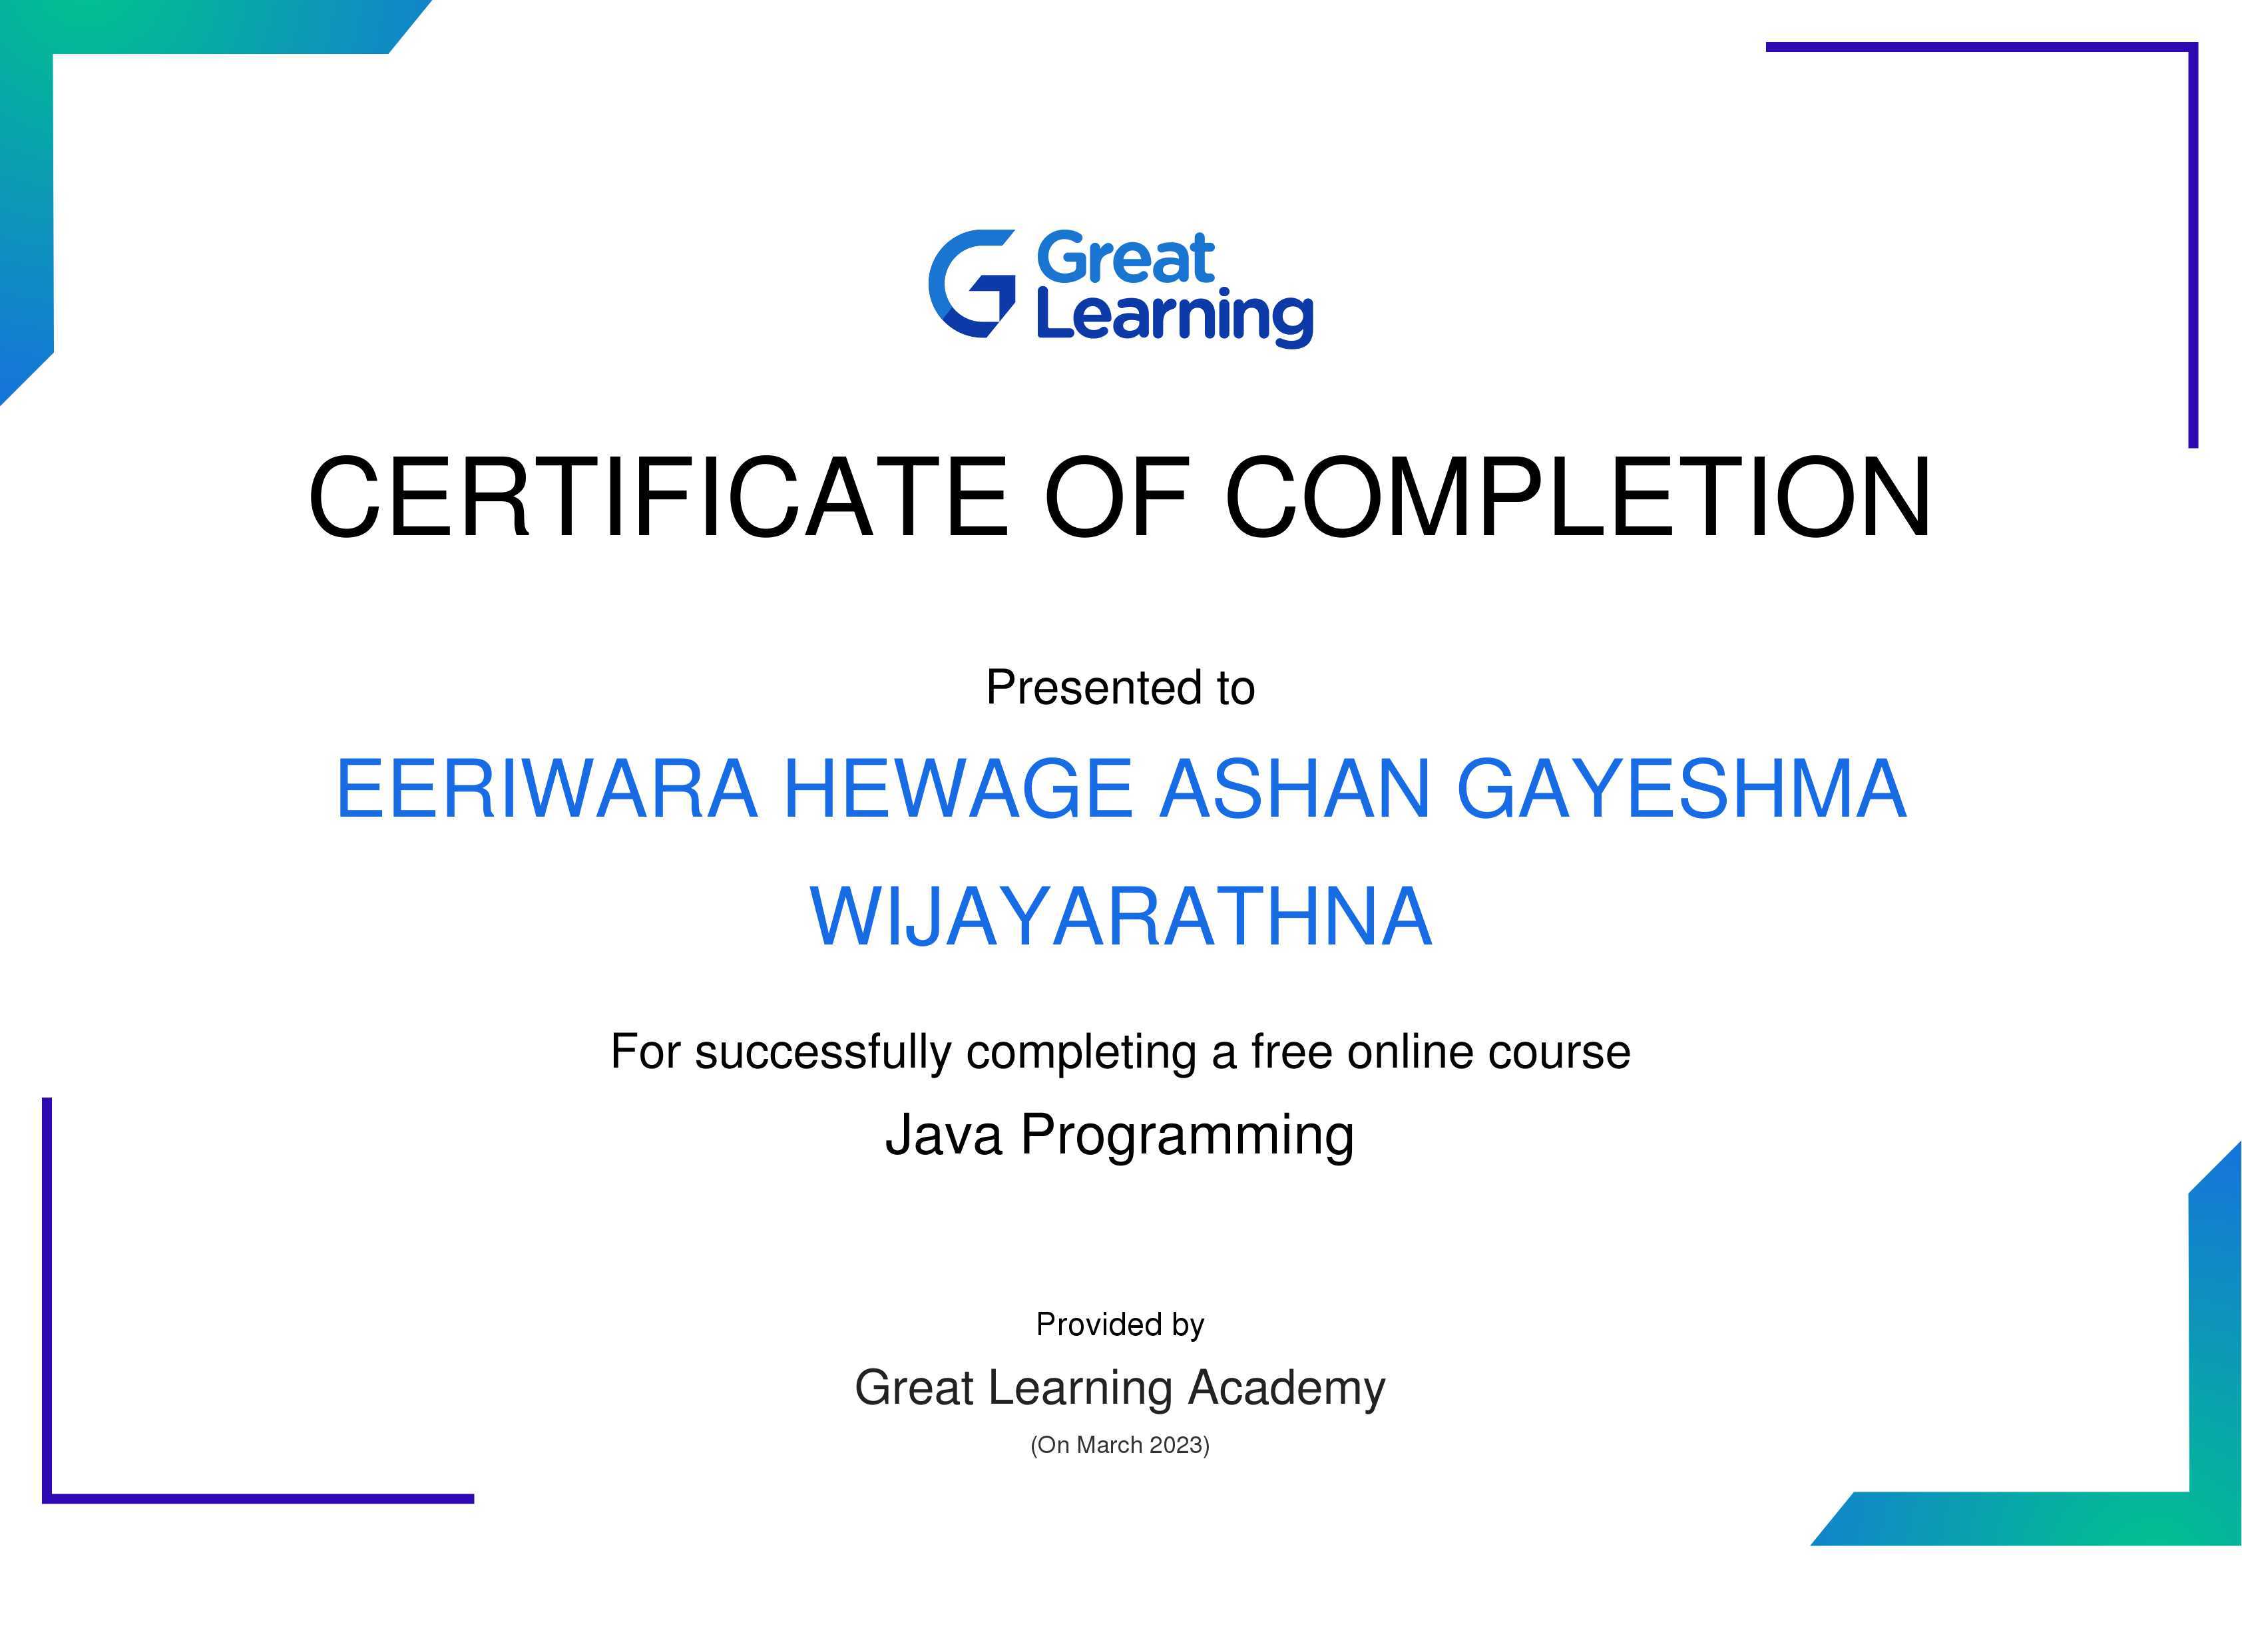 Great
Learning
CERTIFICATE OF COMPLETION
Presented to
EERIWARA HEWAGE ASHAN GAYESHMA
WIJAYARATHNA
For successfully completing a free online course
Java Programming
Provided by
Great Learning Academy
(On March 2023)